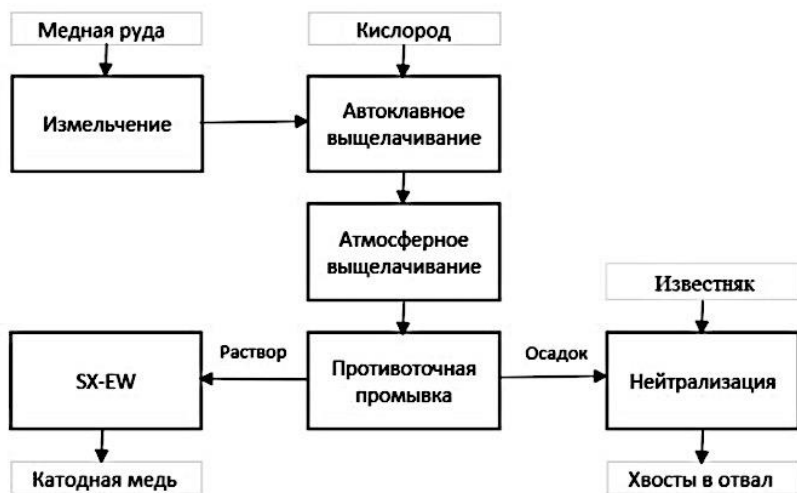 Медная руда
Кислород
Измельчение
Автоклавное
выщелачивание
Атмосферное
выщелачивание
Известняк
SX-EW
Раствор
Противоточная
промывка
Осадок
Нейтрализация
Катодная медь
Хвосты в отвал